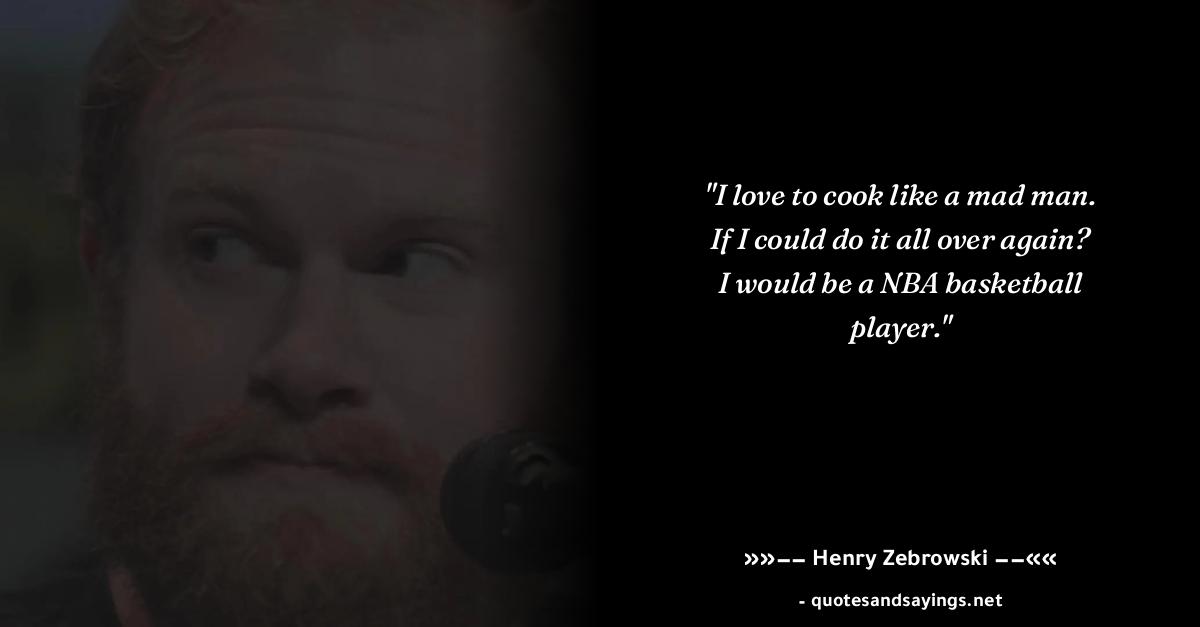 "I love to cook like a mad man.
If I could do it all over again?
I would be a NBA basketball
player."
»»–– Henry Zebrowski ––««
- quotesandsayings.net